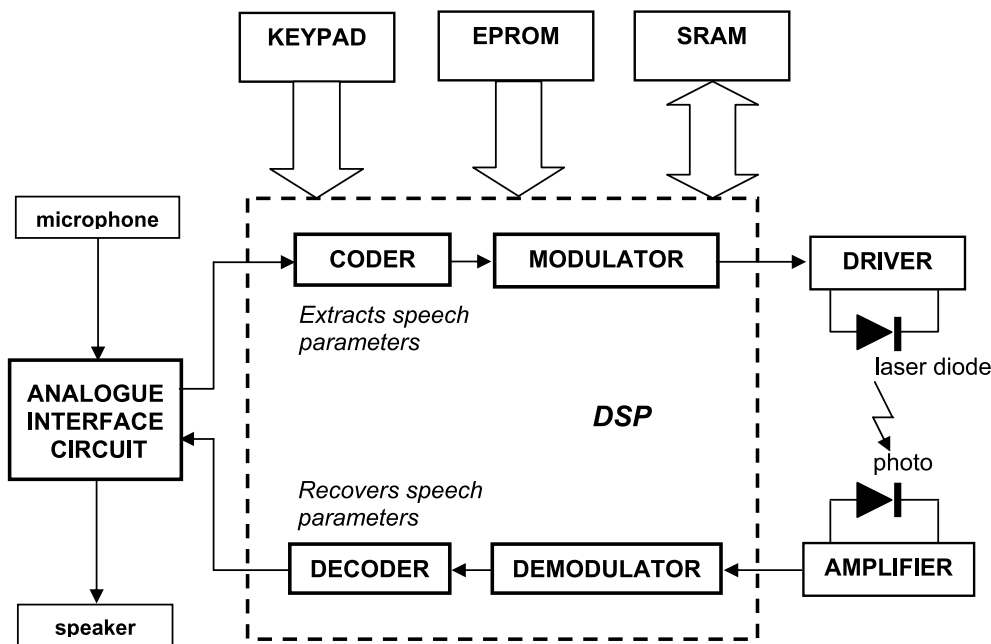 KEYPAD
EPROM
SRAM
microphone
CODER
MODULATOR
DRIVER
Extracts speech
parameters
laser diode
ANALOGUE
INTERFACE
CIRCUIT
DSP
photo
Recovers speech
parameters
DECODER
DEMODULATOR
AMPLIFIER
speaker